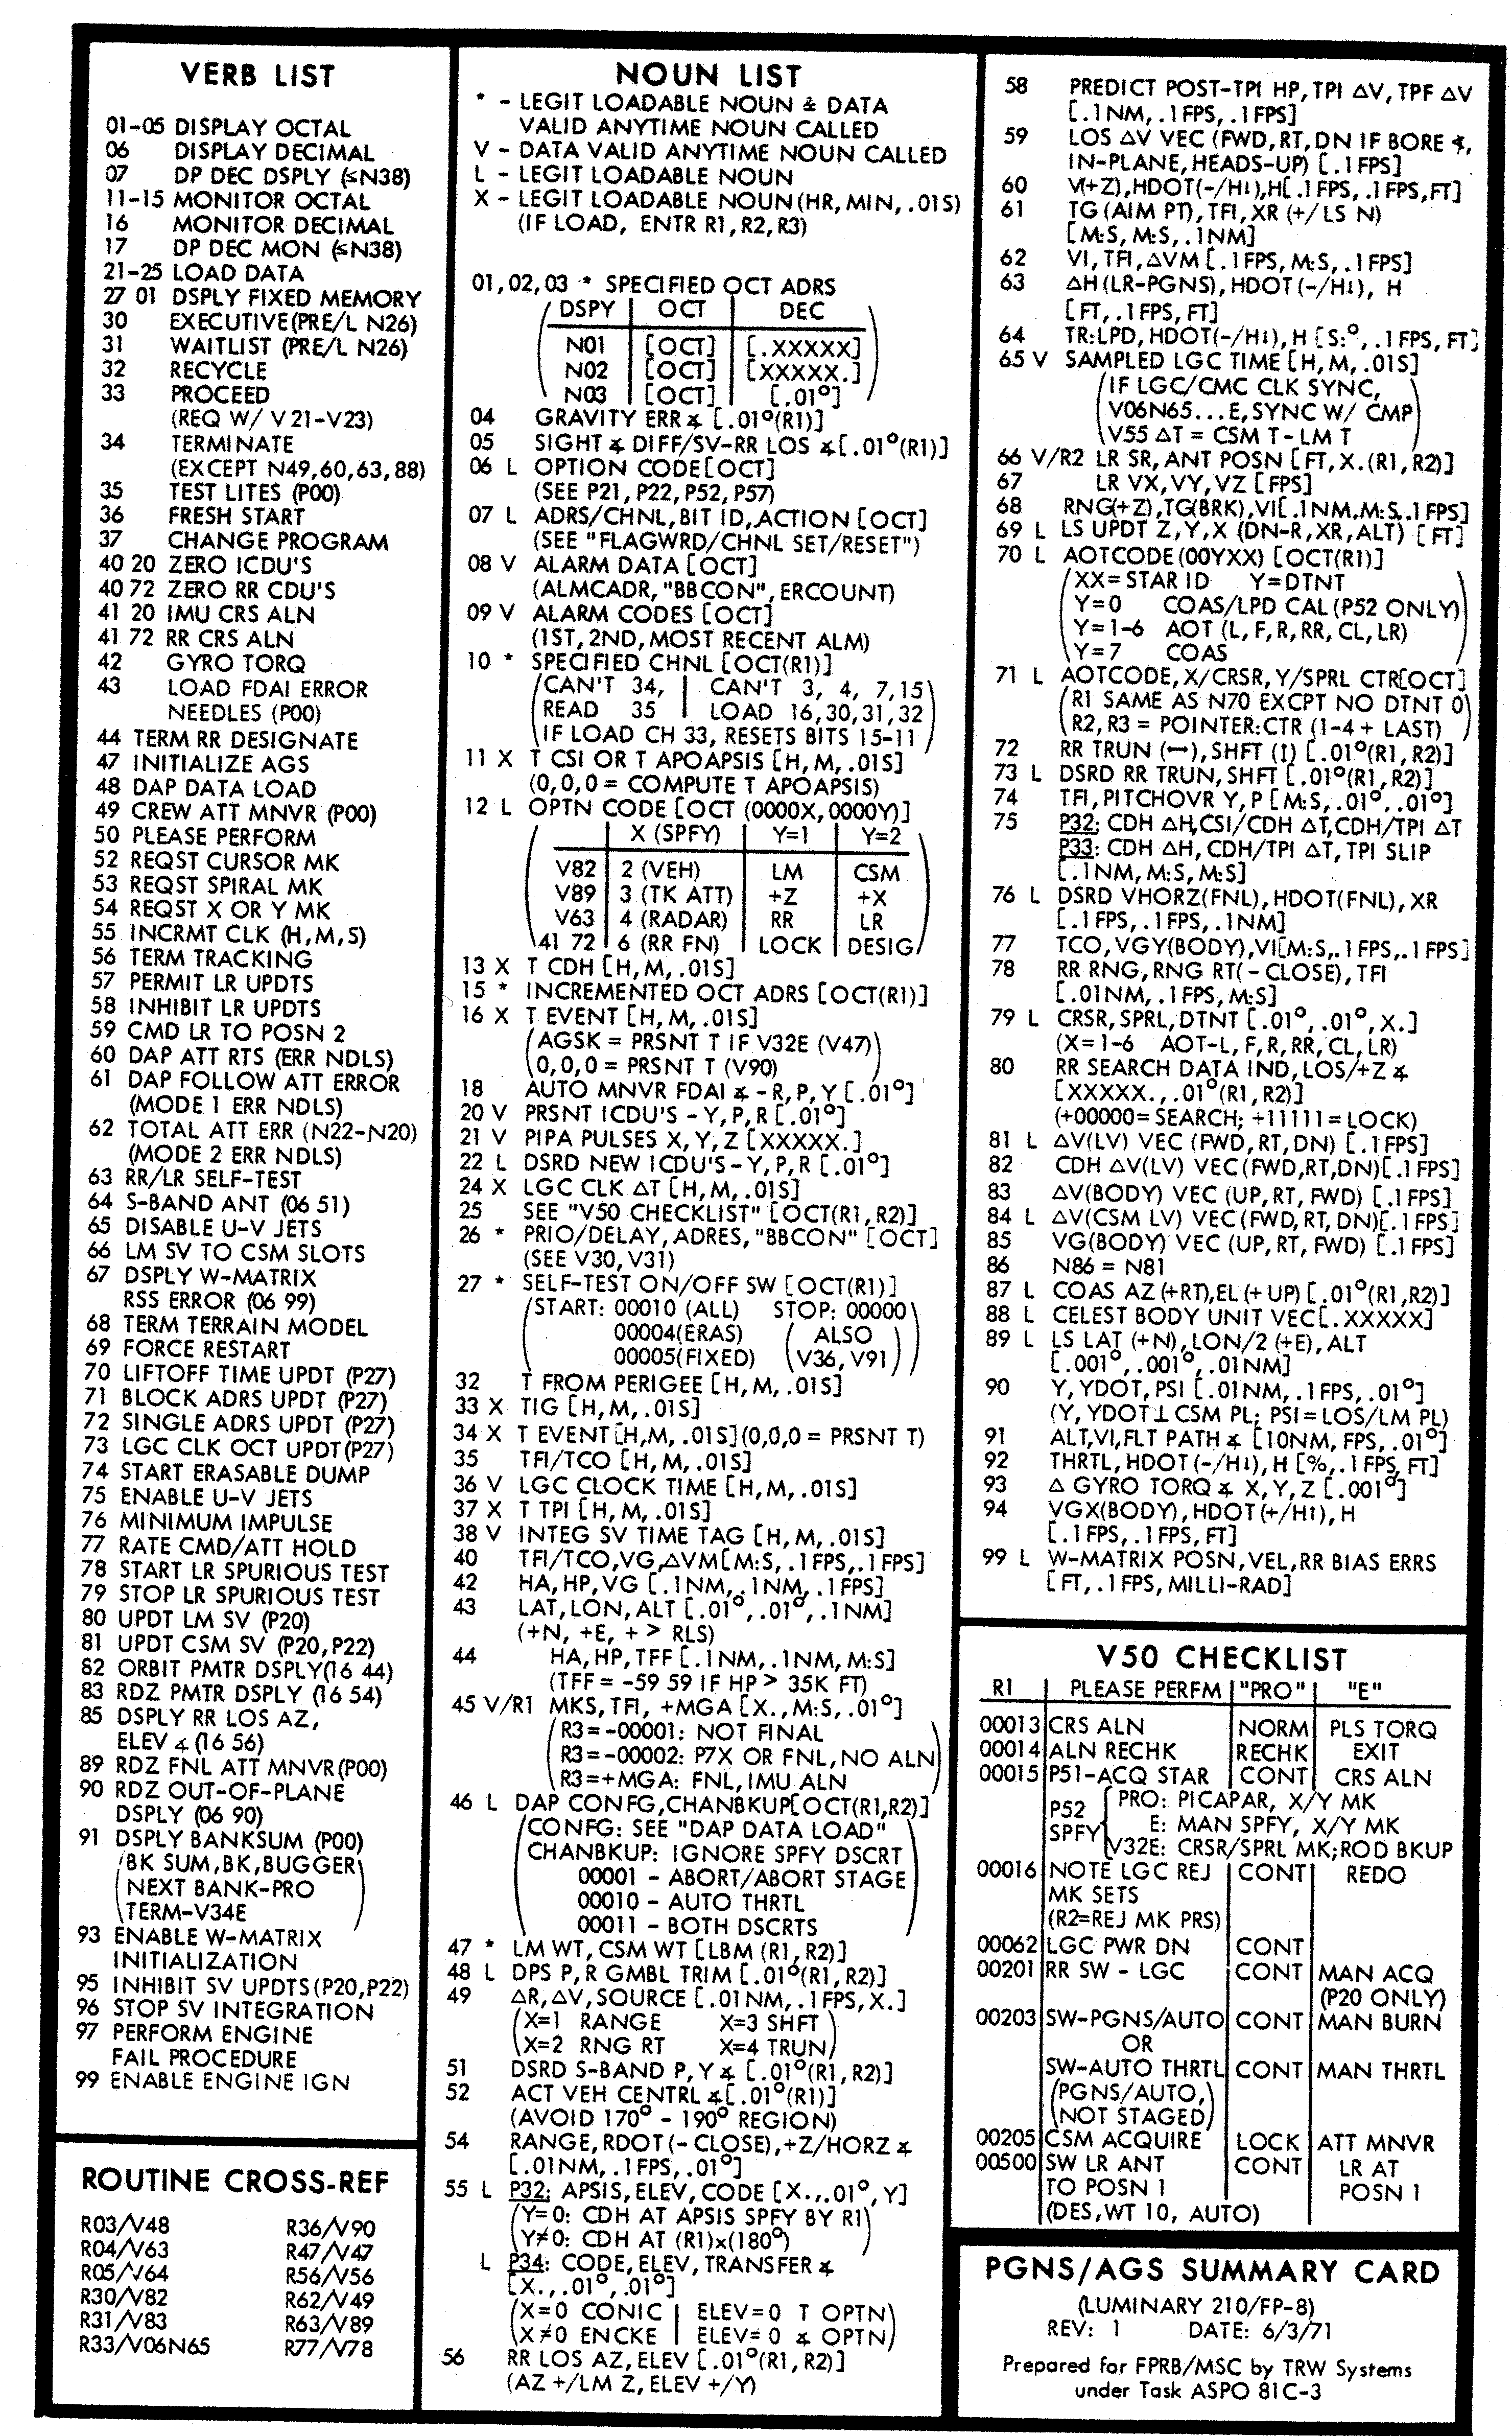 VERB LIST
01-05 DISPLAY OCTAL
06 DISPLAY DECIMAL
07 DP DEC DSPLY (≤N38)
11-15 MONITOR OCTAL
16 MONITOR DECIMAL
17 DP DEC MON (≤N38)
21-25 LOAD DATA
27 01 DSPLY FIXED MEMORY
30 EXECUTIVE (PRE/L N26)
31 WAITLIST (PRE/L N26)
32 RECYCLE
33 PROCEED
(REQ W/ V 21-V23)
34 TERMINATE
(EXCEPT N49,60,63,88)
35 TEST LITES (P00)
36 FRESH START
37 CHANGE PROGRAM
40 20 ZERO ICDU'S
40 72 ZERO RR CDU'S
41 20 IMU CRS ALN
41 72 RR CRS ALN
42 GYRO TORQ
43 LOAD FDAI ERROR
NEEDLES (P00)
44 TERM RR DESIGNATE
47 INITIALIZE AGS
48 DAP DATA LOAD
49 CREW ATT MNVR (P00)
50 PLEASE PERFORM
52 REQST CURSOR MK
53 REQST SPIRAL MK
54 REQST X OR Y MK
55 INCRMT CLK (H,M,S)
56 TERM TRACKING
57 PERMIT LR UPDTS
58 INHIBIT LR UPDTS
59 CMD LR TO POSN 2
60 DAP ATT RTS (ERR NDLS)
61 DAP FOLLOW ATT ERROR
(MODE 1 ERR NDLS)
62 TOTAL ATT ERR (N22-N20)
(MODE 2 ERR NDLS)
63 RR/LR SELF-TEST
64 S-BAND ANT (06 51)
65 DISABLE U-V JETS
66 LM SV TO CSM SLOTS
67 DSPLY W-MATRIX
RSS ERROR (06 99)
68 TERM TERRAIN MODEL
69 FORCE RESTART
70 LIFTOFF TIME UPDT (P27)
71 BLOCK ADRS UPDT (P27)
72 SINGLE ADRS UPDT (P27)
73 LGC CLK OCT UPDT(P27)
74 START ERASABLE DUMP
75 ENABLE U-V JETS
76 MINIMUM IMPULSE
77 RATE CMD/ATT HOLD
78 START LR SPURIOUS TEST
79 STOP LR SPURIOUS TEST
80 UPDT LM SV (P20)
81 UPDT CSM SV (P20,P22)
82 ORBIT PMTR DSPLY(16 44)
83 RDZ PMTR DSPLY (16 54)
85 DSPLY RR LOS AZ,
ELEV ∡ (16 56)
89 RDZ FNL ATT MNVR(P00)
90 RDZ OUT-OF-PLANE
DSPLY (06 90)
91 DSPLY BANKSUM (P00)
(BK SUM,BK,BUGGER
NEXT BANK-PRO
TERM-V34E)
93 ENABLE W-MATRIX
INITIALIZATION
95 INHIBIT SV UPDTS(P20,P22)
96 STOP SV INTEGRATION
97 PERFORM ENGINE
FAIL PROCEDURE
99 ENABLE ENGINE IGN
ROUTINE CROSS-REF
R03/V48 R36/V90
R04/V63 R47/V47
R05/V64 R56/V56
R30/V82 R62/V49
R31/V83 R63/V89
R33/V06N65 R77/V78
NOUN LIST
* - LEGIT LOADABLE NOUN & DATA
VALID ANYTIME NOUN CALLED
V - DATA VALID ANYTIME NOUN CALLED
L - LEGIT LOADABLE NOUN
X - LEGIT LOADABLE NOUN(HR,MIN,.01S)
(IF LOAD, ENTR R1,R2,R3)
01,02,03 * SPECIFIED OCT ADRS
DSPY OCT DEC
N01 [OCT] [.XXXXX]
N02 [OCT] [XXXXX.]
N03 [OCT] [.01°]
04 GRAVITY ERR ∡ [.01°(R1)]
05 SIGHT ∡ DIFF/SV-RR LOS ∡[.01°(R1)]
06 L OPTION CODE[OCT]
(SEE P21,P22,P52,P57)
07 L ADRS/CHNL,BIT ID,ACTION [OCT]
(SEE "FLAGWRD/CHNL SET/RESET")
08 V ALARM DATA [OCT]
(ALMCADR,"BBCON",ERCOUNT)
09 V ALARM CODES [OCT]
(1ST,2ND,MOST RECENT ALM)
10 * SPECIFIED CHNL [OCT(R1)]
(CAN'T 34, CAN'T 3, 4, 7,15
READ 35 LOAD 16,30,31,32
IF LOAD CH 33, RESETS BITS 15-11)
11 X T CSI OR T APOAPSIS [H,M,.01S]
(0,0,0 = COMPUTE T APOAPSIS)
12 L OPTN CODE [OCT (0000X,0000Y)]
X (SPFY) Y=1 Y=2
V82 2 (VEH) LM CSM
V89 3 (TK ATT) +Z +X
V63 4 (RADAR) RR LR
41 72 6 (RR FN) LOCK DESIG
13 X T CDH [H,M,.01S]
15 * INCREMENTED OCT ADRS [OCT(R1)]
16 X T EVENT [H,M,.01S]
(AGSK = PRSNT T IF V32E (V47)
0,0,0 = PRSNT T (V90))
18 AUTO MNVR FDAI ∡ -R,P,Y [.01°]
20 V PRSNT ICDU'S -Y,P,R [.01°]
21 V PIPA PULSES X,Y,Z [XXXXX.]
22 L DSRD NEW ICDU'S-Y,P,R [.01°]
24 X LGC CLK ΔT [H,M,.01S]
25 SEE "V50 CHECKLIST" [OCT(R1,R2)]
26 * PRIO/DELAY,ADRES,"BBCON" [OCT]
(SEE V30,V31)
27 * SELF-TEST ON/OFF SW [OCT(R1)]
(START: 00010 (ALL) STOP: 00000
00004(ERAS) (ALSO
00005(FIXED) V36,V91))
32 T FROM PERIGEE [H,M,.01S]
33 X TIG [H,M,.01S]
34 X T EVENT[H,M,.01S](0,0,0 = PRSNT T)
35 TFI/TCO [H,M,.01S]
36 V LGC CLOCK TIME [H,M,.01S]
37 X T TPI [H,M,.01S]
38 V INTEG SV TIME TAG [H,M,.01S]
40 TFI/TCO,VG,ΔVM[M:S,.1FPS,.1FPS]
42 HA,HP,VG [.1NM,.1NM,.1FPS]
43 LAT,LON,ALT [.01°,.01°,.1NM]
(+N, +E, + > RLS)
44 HA,HP,TFF [.1NM,.1NM,M:S]
(TFF = -59 59 IF HP > 35K FT)
45 V/R1 MKS,TFI, +MGA [X.,M:S,.01°]
(R3=-00001: NOT FINAL
R3=-00002: P7X OR FNL,NO ALN
R3=+MGA: FNL,IMU ALN)
46 L DAP CONFG,CHANBKUP[OCT(R1,R2)]
(CONFG: SEE "DAP DATA LOAD"
CHANBKUP: IGNORE SPFY DSCRT
00001 - ABORT/ABORT STAGE
00010 - AUTO THRTL
00011 - BOTH DSCRTS)
47 * LM WT,CSM WT [LBM (R1,R2)]
48 L DPS P,R GMBL TRIM [.01°(R1,R2)]
49 ΔR,ΔV,SOURCE [.01NM,.1FPS,X.]
(X=1 RANGE X=3 SHFT
X=2 RNG RT X=4 TRUN)
51 DSRD S-BAND P,Y ∡ [.01°(R1,R2)]
52 ACT VEH CENTRL ∡[.01°(R1)]
(AVOID 170° - 190° REGION)
54 RANGE,RDOT(- CLOSE),+Z/HORZ ∡
[.01NM,.1FPS,.01°]
55 L P32: APSIS,ELEV,CODE [X.,.01°,Y]
(Y=0: CDH AT APSIS SPFY BY R1
Y≠0: CDH AT (R1)x(180°))
L P34: CODE,ELEV,TRANSFER ∡
[X.,.01°,.01°]
(X=0 CONIC ELEV=0 T OPTN
X≠0 ENCKE ELEV= 0 ∡ OPTN)
56 RR LOS AZ,ELEV [.01°(R1,R2)]
(AZ +/LM Z,ELEV +/Y)
58 PREDICT POST-TPI HP,TPI ΔV,TPF ΔV
[.1NM,.1FPS,.1FPS]
59 LOS ΔV VEC (FWD,RT,DN IF BORE ∡,
IN-PLANE,HEADS-UP) [.1FPS]
60 V(+Z),HDOT(-/H↓),H[.1FPS,.1FPS,FT]
61 TG (AIM PT),TFI,XR (+/LS N)
[M:S,M:S,.1NM]
62 VI,TFI,ΔVM [.1FPS,M:S,.1FPS]
63 ΔH(LR-PGNS),HDOT(-/H↓), H
[FT,.1FPS,FT]
64 TR:LPD,HDOT(-/H↓),H [S:°,.1FPS,FT]
65 V SAMPLED LGC TIME [H,M,.01S]
(IF LGC/CMC CLK SYNC,
V06N65...E,SYNC W/ CMP
V55 ΔT = CSM T-LM T)
66 V/R2 LR SR,ANT POSN [FT,X.(R1,R2)]
67 LR VX,VY,VZ [FPS]
68 RNG(+Z),TG(BRK),VI[.1NM,M:S,.1FPS]
69 L LS UPDT Z,Y,X (DN-R,XR,ALT) [FT]
70 L AOTCODE(00YXX) [OCT(R1)]
(XX=STAR ID Y=DTNT
Y=0 COAS/LPD CAL(P52 ONLY)
Y=1-6 AOT (L,F,R,RR,CL,LR)
Y=7 COAS)
71 L AOTCODE,X/CRSR,Y/SPRL CTR[OCT]
(R1 SAME AS N70 EXCPT NO DTNT 0
R2,R3 = POINTER:CTR (1-4+ LAST))
72 RR TRUN (↔),SHFT (↕) [.01°(R1,R2)]
73 L DSRD RR TRUN,SHFT [.01°(R1,R2)]
74 TFI,PITCHOVR Y,P [M:S,.01°,.01°]
75 P32: CDH ΔH,CSI/CDH ΔT,CDH/TPI ΔT
P33: CDH ΔH,CDH/TPI ΔT,TPI SLIP
[.1NM,M:S,M:S]
76 L DSRD VHORZ(FNL),HDOT(FNL),XR
[.1FPS,.1FPS,.1NM]
77 TCO,VGY(BODY),VI[M:S,.1FPS,.1FPS]
78 RR RNG,RNG RT(- CLOSE),TFI
[.01NM,.1FPS,M:S]
79 L CRSR,SPRL,DTNT [.01°,.01°,X.]
(X=1-6 AOT-L,F,R,RR,CL,LR)
80 RR SEARCH DATA IND,LOS/+Z ∡
[XXXXX.,.01°(R1,R2)]
(+00000=SEARCH; +11111=LOCK)
81 L ΔV(LV) VEC (FWD,RT,DN) [.1FPS]
82 CDH ΔV(LV) VEC(FWD,RT,DN)[.1FPS]
83 ΔV(BODY) VEC (UP,RT,FWD) [.1FPS]
84 L ΔV(CSM LV) VEC(FWD,RT,DN)[.1FPS]
85 VG(BODY) VEC (UP,RT,FWD) [.1FPS]
86 N86 = N81
87 L COAS AZ (+RT),EL(+ UP) [.01°(R1,R2)]
88 L CELEST BODY UNIT VEC[.XXXXX]
89 L LS LAT (+N),LON/2 (+E),ALT
[.001°,.001°,.01NM]
90 Y,YDOT,PSI [.01NM,.1FPS,.01°]
(Y,YDOT⊥CSM PL; PSI=LOS/LM PL)
91 ALT,VI,FLT PATH ∡ [10NM,FPS,.01°]
92 THRTL,HDOT(-/H↓),H [%,.1FPS,FT]
93 Δ GYRO TORQ ∡ X,Y,Z [.001°]
94 VGX(BODY),HDOT(+/H↑),H
[.1FPS,.1FPS,FT]
99 L W-MATRIX POSN,VEL,RR BIAS ERRS
[FT,.1FPS,MILLI-RAD]
V50 CHECKLIST
R1 PLEASE PERFM "PRO" "E"
00013 CRS ALN NORM PLS TORQ
00014 ALN RECHK RECHK EXIT
00015 P51-ACQ STAR CONT CRS ALN
P52 SPFY { PRO: PICAPAR, X/Y MK
E: MAN SPFY, X/Y MK
V32E: CRSR/SPRL MK;ROD BKUP
00016 NOTE LGC REJ CONT REDO
MK SETS
(R2=REJ MK PRS)
00062 LGC PWR DN CONT
00201 RR SW - LGC CONT MAN ACQ
(P20 ONLY)
00203 SW-PGNS/AUTO CONT MAN BURN
OR
SW-AUTO THRTL CONT MAN THRTL
(PGNS/AUTO,
NOT STAGED)
00205 CSM ACQUIRE LOCK ATT MNVR
00500 SW LR ANT CONT LR AT
TO POSN 1 POSN 1
(DES,WT 10, AUTO)
PGNS/AGS SUMMARY CARD
(LUMINARY 210/FP-8)
REV: 1 DATE: 6/3/71
Prepared for FPRB/MSC by TRW Systems
under Task ASPO 81C-3